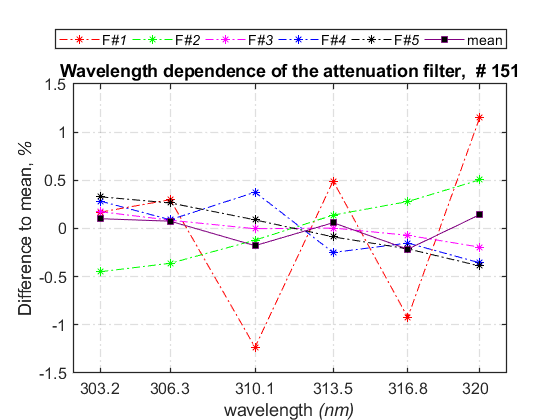 F#1 F#2 F#3 F#4 F#5 mean
Wavelength dependence of the attenuation filter, # 151
1.5
1
0.5
0
-0.5
-1
-1.5
Difference to mean, %
303.2 306.3 310.1 313.5 316.8 320
wavelength (nm)